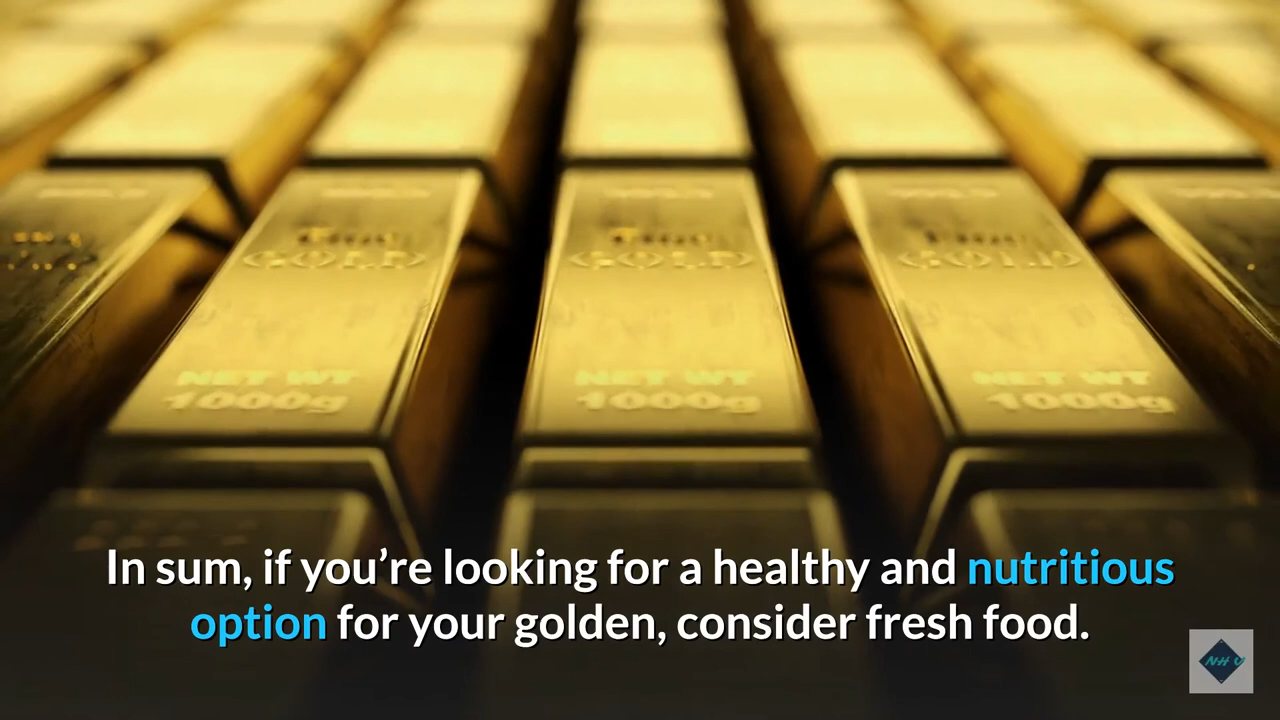 Fine Fine Fine
GOLD GOLD GOLD
NET WT NET WT NET WT
1000g 1000g 1000g
In sum, if you’re looking for a healthy and nutritious
option for your golden, consider fresh food.
NH U